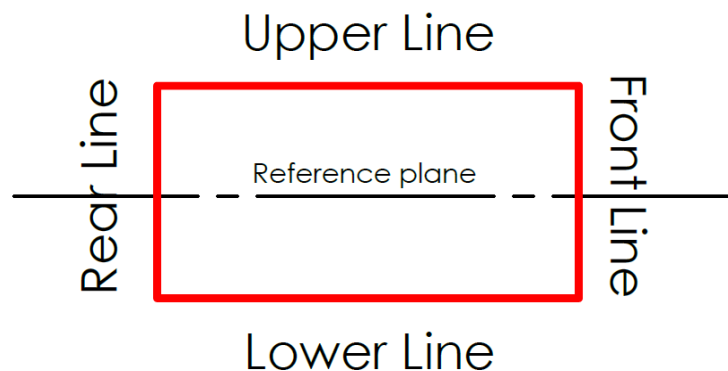 Upper Line
Rear Line
Reference plane
Front Line
Lower Line